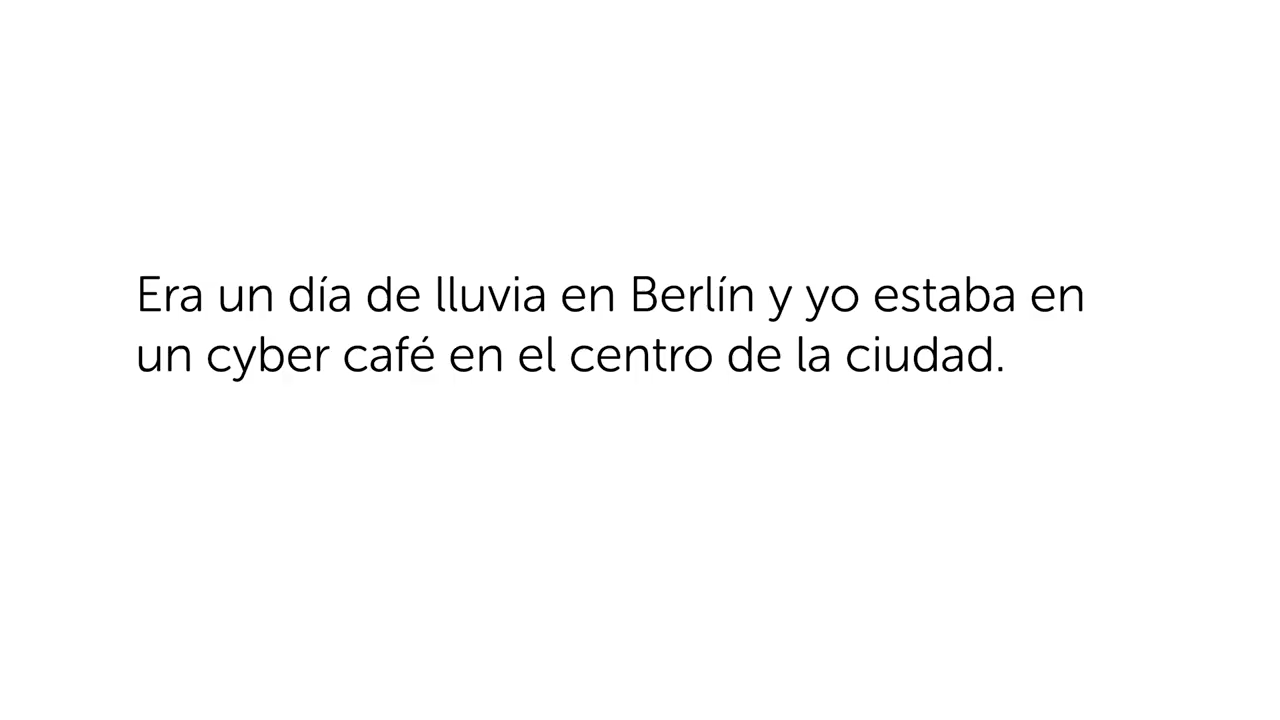 Era un día de lluvia en Berlín y yo estaba en
un cyber café en el centro de la ciudad.